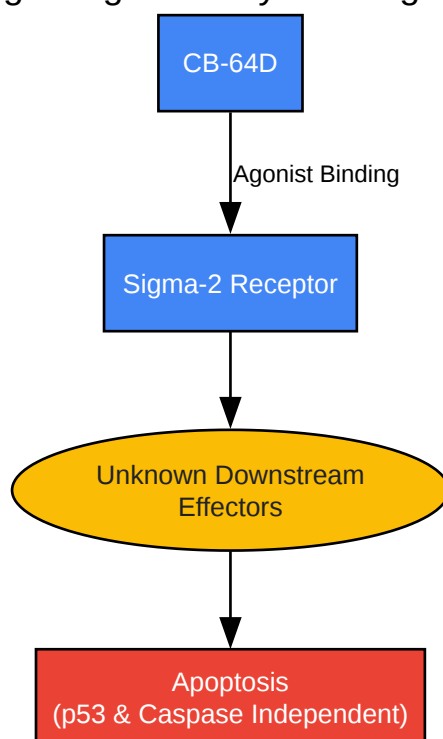 CB-64D
Agonist Binding
Sigma-2 Receptor
Unknown Downstream
Effectors
Apoptosis
(p53 & Caspase Independent)